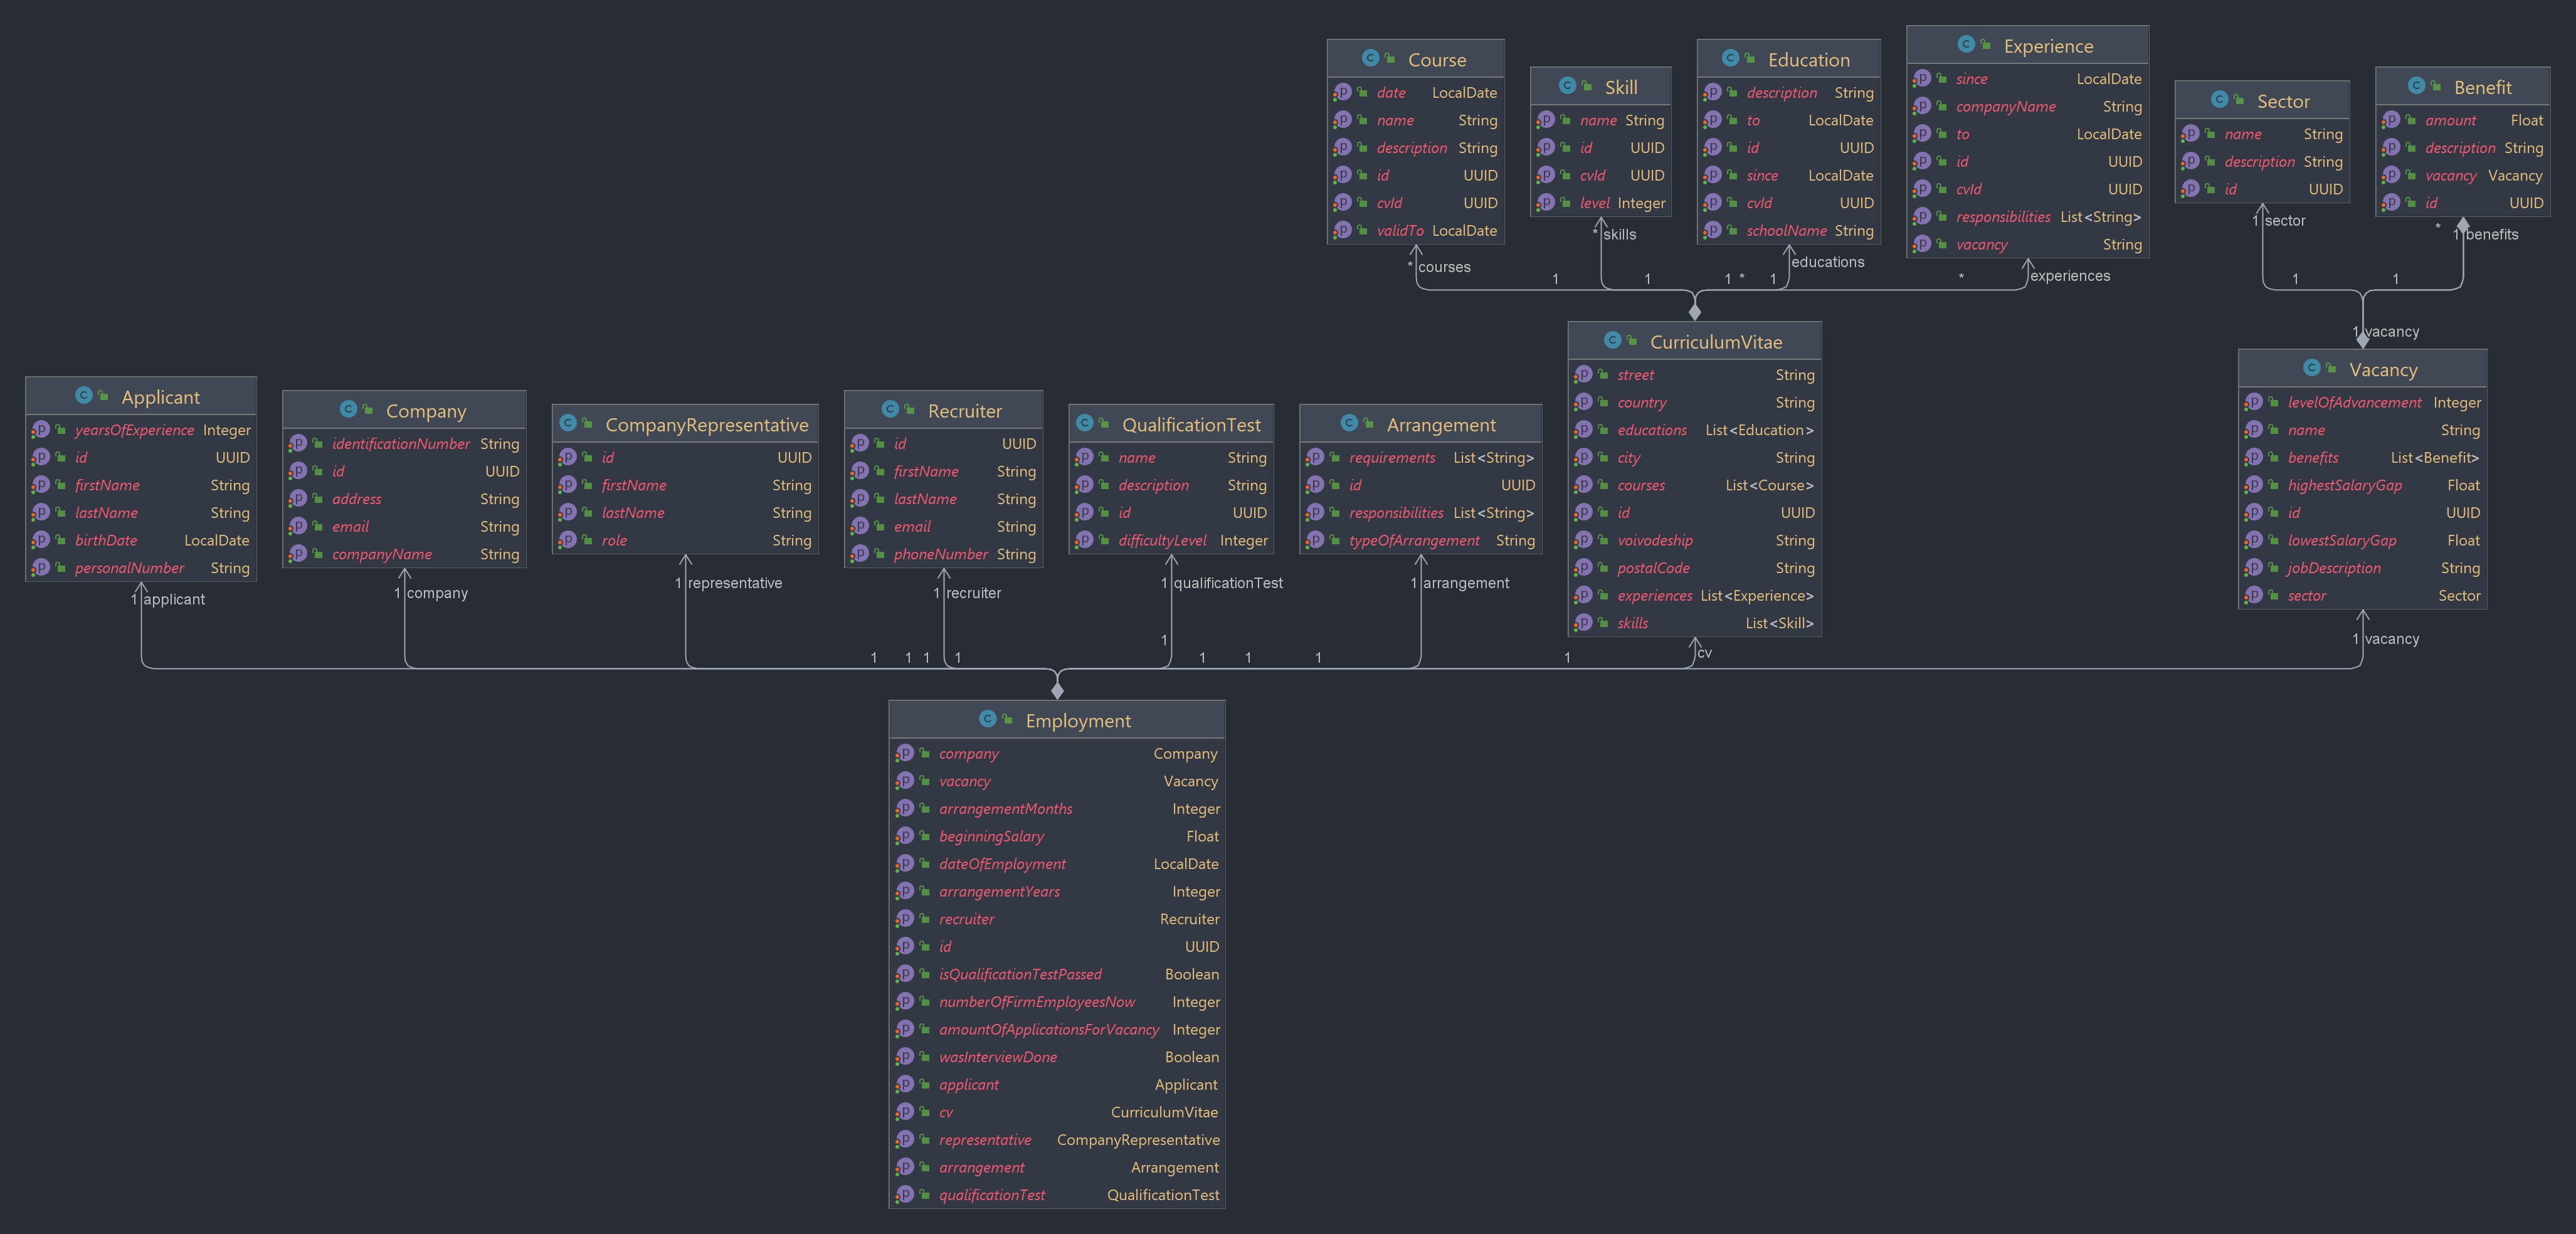 Course
date LocalDate
name String
description String
id UUID
cvId UUID
validTo LocalDate
* courses
Skill
name String
id UUID
cvId UUID
level Integer
* skills
Education
description String
to LocalDate
id UUID
since LocalDate
cvId UUID
schoolName String
educations
Experience
since LocalDate
companyName String
to LocalDate
id UUID
cvId UUID
responsibilities List<String>
vacancy String
experiences
1 1 1 * 1 *
Sector
name String
description String
id UUID
1 sector
Benefit
amount Float
description String
vacancy Vacancy
id UUID
* 1 benefits
1 1
1 vacancy
Applicant
yearsOfExperience Integer
id UUID
firstName String
lastName String
birthDate LocalDate
personalNumber String
1 applicant
Company
identificationNumber String
id UUID
address String
email String
companyName String
1 company
CompanyRepresentative
id UUID
firstName String
lastName String
role String
1 representative
Recruiter
id UUID
firstName String
lastName String
email String
phoneNumber String
1 recruiter
QualificationTest
name String
description String
id UUID
difficultyLevel Integer
1 qualificationTest
1
Arrangement
requirements List<String>
id UUID
responsibilities List<String>
typeOfArrangement String
1 arrangement
CurriculumVitae
street String
country String
educations List<Education>
city String
courses List<Course>
id UUID
voivodeship String
postalCode String
experiences List<Experience>
skills List<Skill>
cv
Vacancy
levelOfAdvancement Integer
name String
benefits List<Benefit>
highestSalaryGap Float
id UUID
lowestSalaryGap Float
jobDescription String
sector Sector
1 vacancy
1 1 1 1 1 1 1 1
Employment
company Company
vacancy Vacancy
arrangementMonths Integer
beginningSalary Float
dateOfEmployment LocalDate
arrangementYears Integer
recruiter Recruiter
id UUID
isQualificationTestPassed Boolean
numberOfFirmEmployeesNow Integer
amountOfApplicationsForVacancy Integer
wasInterviewDone Boolean
applicant Applicant
cv CurriculumVitae
representative CompanyRepresentative
arrangement Arrangement
qualificationTest QualificationTest